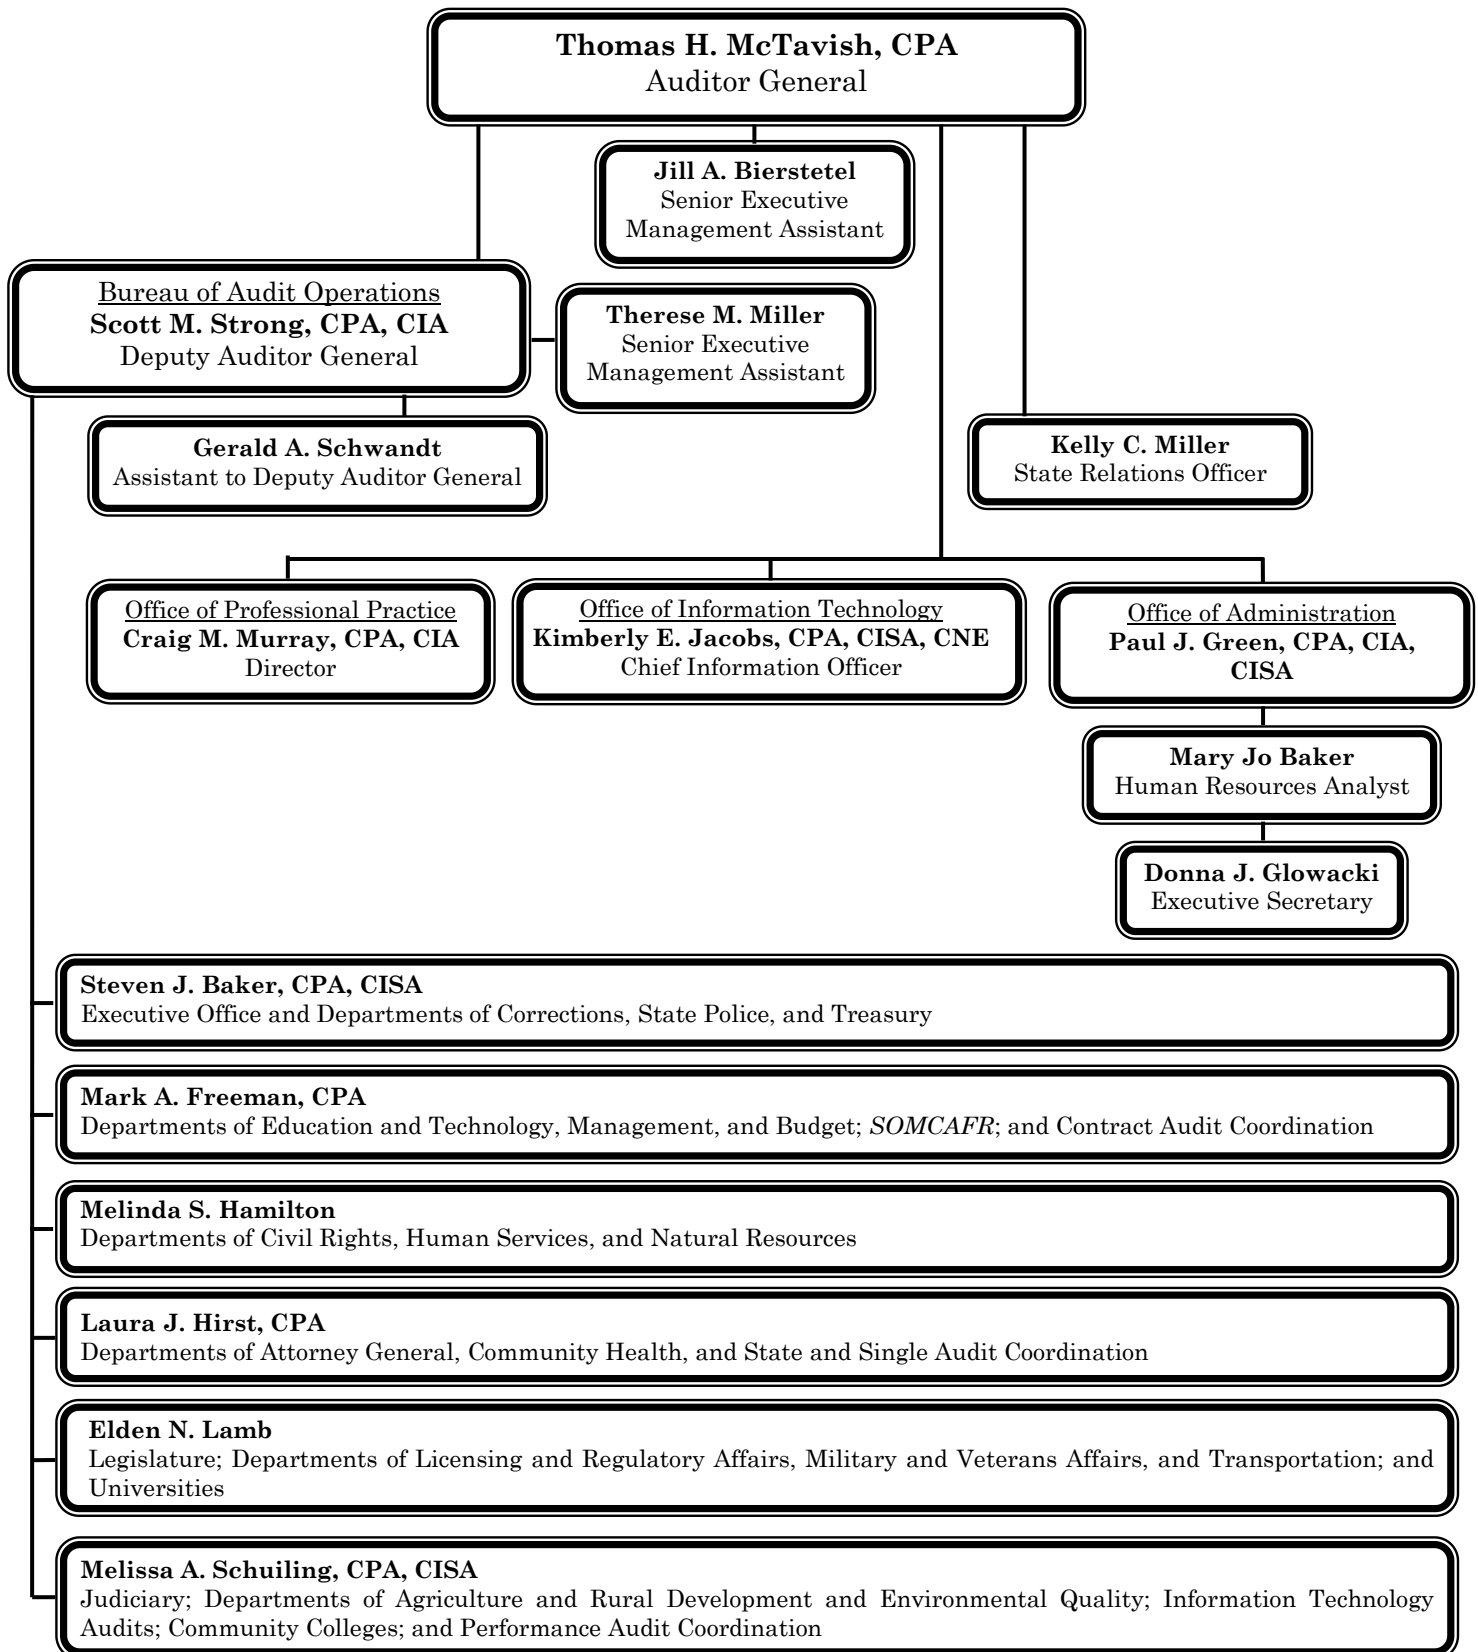 Thomas H. McTavish, CPA
Auditor General
Jill A. Bierstetel
Senior Executive
Management Assistant
Bureau of Audit Operations
Scott M. Strong, CPA, CIA
Deputy Auditor General
Therese M. Miller
Senior Executive
Management Assistant
Gerald A. Schwandt
Assistant to Deputy Auditor General
Kelly C. Miller
State Relations Officer
Office of Professional Practice
Craig M. Murray, CPA, CIA
Director
Office of Information Technology
Kimberly E. Jacobs, CPA, CISA, CNE
Chief Information Officer
Office of Administration
Paul J. Green, CPA, CIA,
CISA
Mary Jo Baker
Human Resources Analyst
Donna J. Glowacki
Executive Secretary
Steven J. Baker, CPA, CISA
Executive Office and Departments of Corrections, State Police, and Treasury
Mark A. Freeman, CPA
Departments of Education and Technology, Management, and Budget; SOMCAFR; and Contract Audit Coordination
Melinda S. Hamilton
Departments of Civil Rights, Human Services, and Natural Resources
Laura J. Hirst, CPA
Departments of Attorney General, Community Health, and State and Single Audit Coordination
Elden N. Lamb
Legislature; Departments of Licensing and Regulatory Affairs, Military and Veterans Affairs, and Transportation; and
Universities
Melissa A. Schuiling, CPA, CISA
Judiciary; Departments of Agriculture and Rural Development and Environmental Quality; Information Technology
Audits; Community Colleges; and Performance Audit Coordination